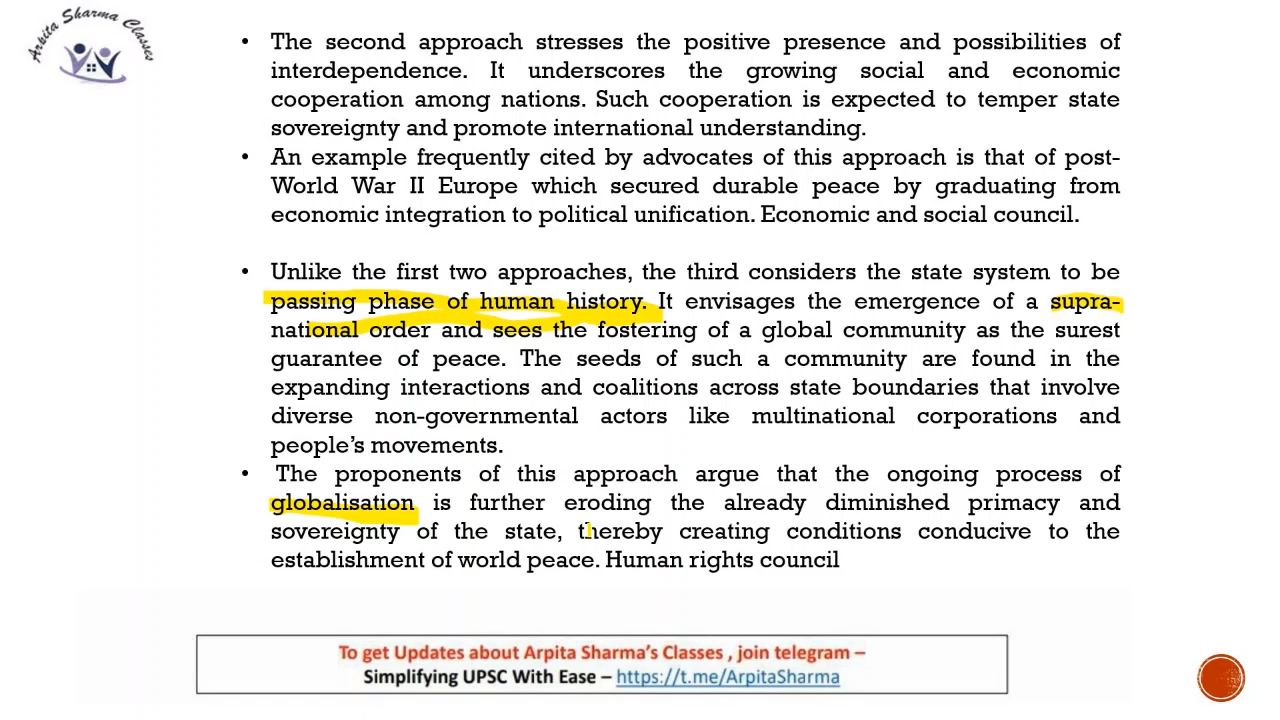 Arpita Sharma Classes
• The second approach stresses the positive presence and possibilities of
interdependence. It underscores the growing social and economic
cooperation among nations. Such cooperation is expected to temper state
sovereignty and promote international understanding.
• An example frequently cited by advocates of this approach is that of post-
World War II Europe which secured durable peace by graduating from
economic integration to political unification. Economic and social council.
• Unlike the first two approaches, the third considers the state system to be
passing phase of human history. It envisages the emergence of a supra-
national order and sees the fostering of a global community as the surest
guarantee of peace. The seeds of such a community are found in the
expanding interactions and coalitions across state boundaries that involve
diverse non-governmental actors like multinational corporations and
people's movements.
• The proponents of this approach argue that the ongoing process of
globalisation is further eroding the already diminished primacy and
sovereignty of the state, thereby creating conditions conducive to the
establishment of world peace. Human rights council
To get Updates about Arpita Sharma's Classes , join telegram –
Simplifying UPSC With Ease – https://t.me/ArpitaSharma